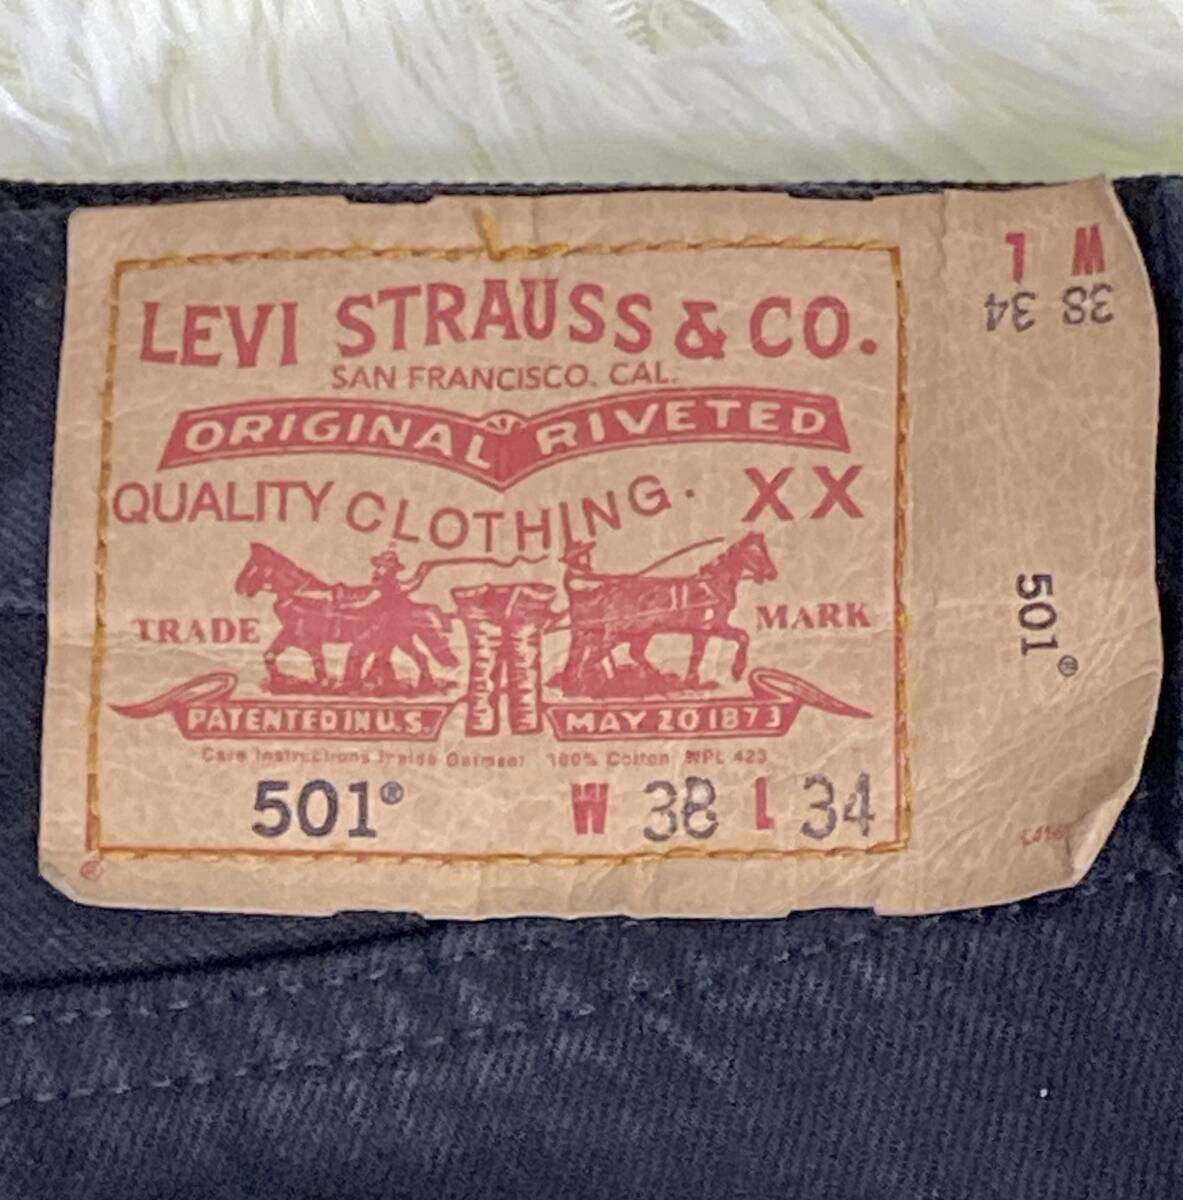 LEVI STRAUSS & CO.
SAN FRANCISCO. CAL.
ORIGINAL RIVETED
QUALITY CLOTHING. XX
TRADE MARK
PATENTED IN U.S. MAY 20 1873
Care Instructions Inside Garment 100% Cotton WPL 423
501® W 38 L 34
®
W L
38 34
501®